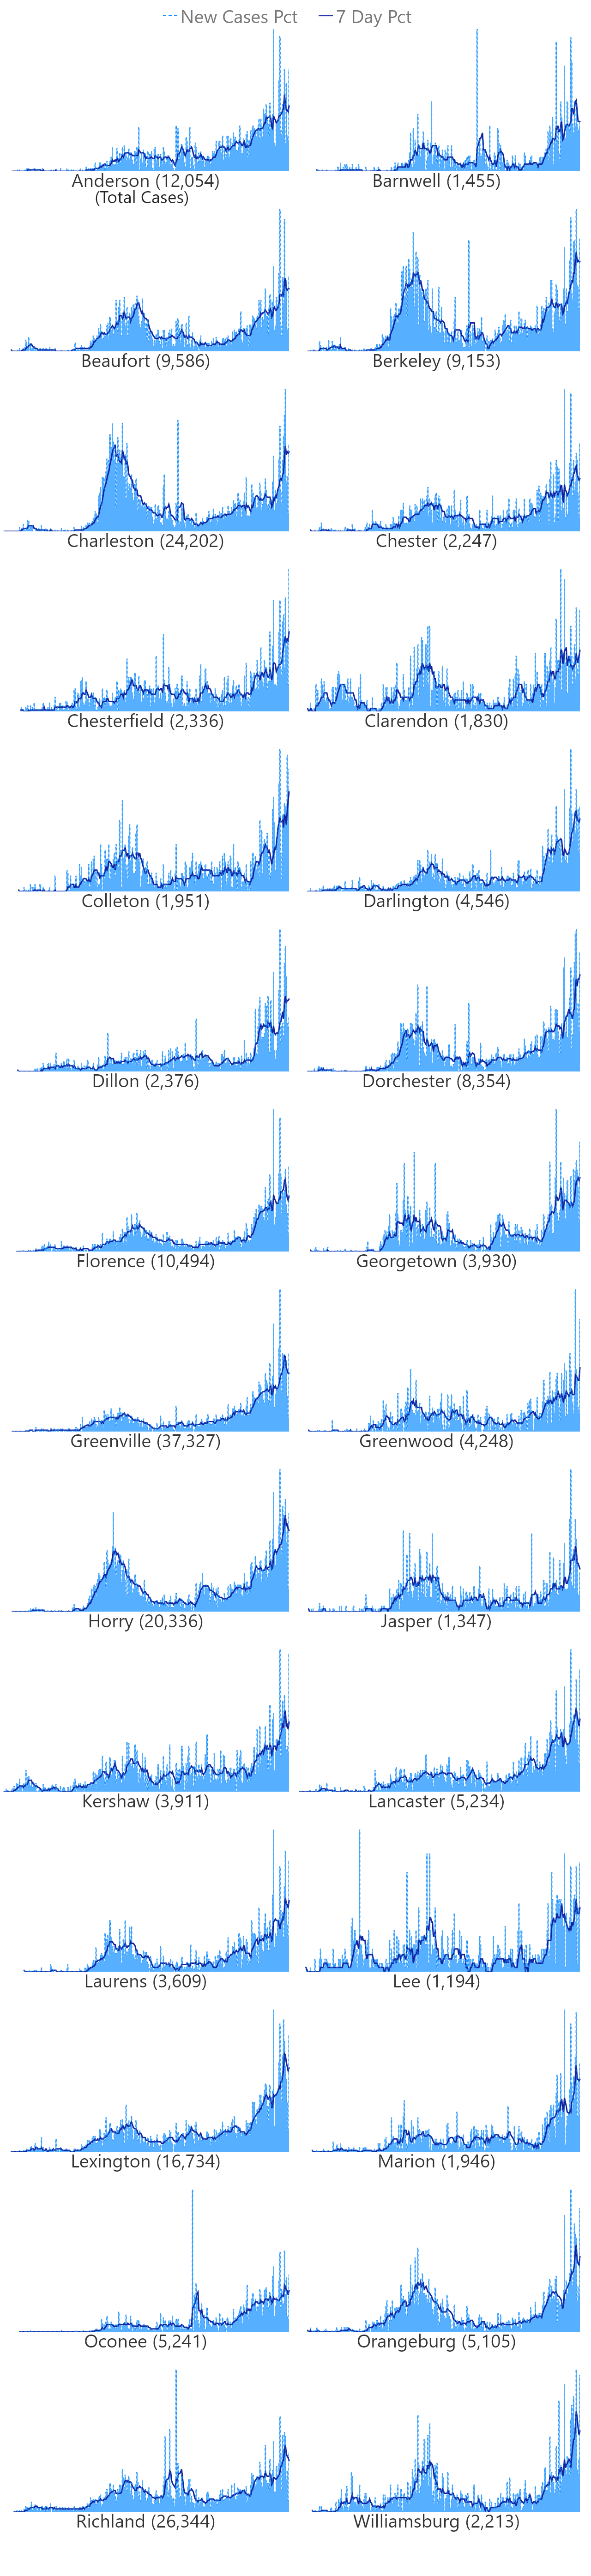 New Cases Pct 7 Day Pct
Anderson (12,054)
(Total Cases)
Barnwell (1,455)
Beaufort (9,586)
Berkeley (9,153)
Charleston (24,202)
Chester (2,247)
Chesterfield (2,336)
Clarendon (1,830)
Colleton (1,951)
Darlington (4,546)
Dillon (2,376)
Dorchester (8,354)
Florence (10,494)
Georgetown (3,930)
Greenville (37,327)
Greenwood (4,248)
Horry (20,336)
Jasper (1,347)
Kershaw (3,911)
Lancaster (5,234)
Laurens (3,609)
Lee (1,194)
Lexington (16,734)
Marion (1,946)
Oconee (5,241)
Orangeburg (5,105)
Richland (26,344)
Williamsburg (2,213)